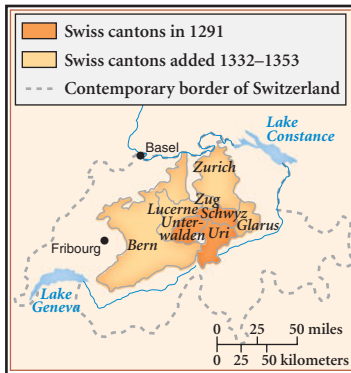 Swiss cantons in 1291
Swiss cantons added 1332–1353
Contemporary border of Switzerland
Lake
Constance
Basel
Zurich
Zug
Lucerne
Schwyz
Unter-
walden
Uri
Glarus
Bern
Fribourg
Lake
Geneva
0 25 50 miles
0 25 50 kilometers